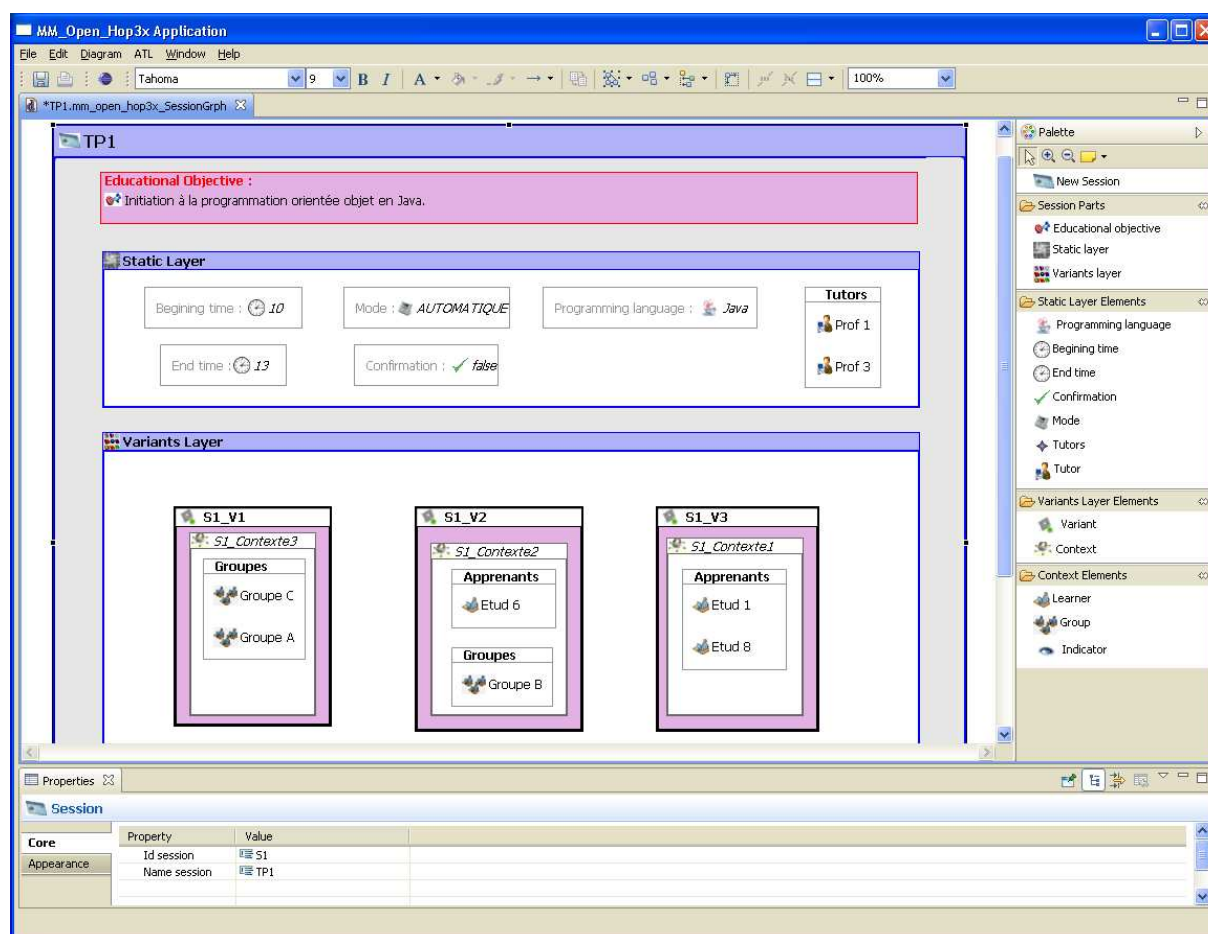 MM_Open_Hop3x Application
File Edit Diagram ATL Window Help
Tahoma 9 B I A 100%
*TP1.mm_open_hop3x_SessionGrph
TP1
Educational Objective :
Initiation à la programmation orientée objet en Java.
Static Layer
Begining time : 10
Mode : AUTOMATIQUE
Programming language : Java
Tutors
Prof 1
Prof 3
End time : 13
Confirmation : false
Variants Layer
S1_V1
S1_Contexte3
Groupes
Groupe C
Groupe A
S1_V2
S1_Contexte2
Apprenants
Etud 6
Groupes
Groupe B
S1_V3
S1_Contexte1
Apprenants
Etud 1
Etud 8
Palette
New Session
Session Parts
Educational objective
Static layer
Variants layer
Static Layer Elements
Programming language
Begining time
End time
Confirmation
Mode
Tutors
Tutor
Variants Layer Elements
Variant
Context
Context Elements
Learner
Group
Indicator
Properties
Session
Core
Appearance
Property Value
Id session S1
Name session TP1